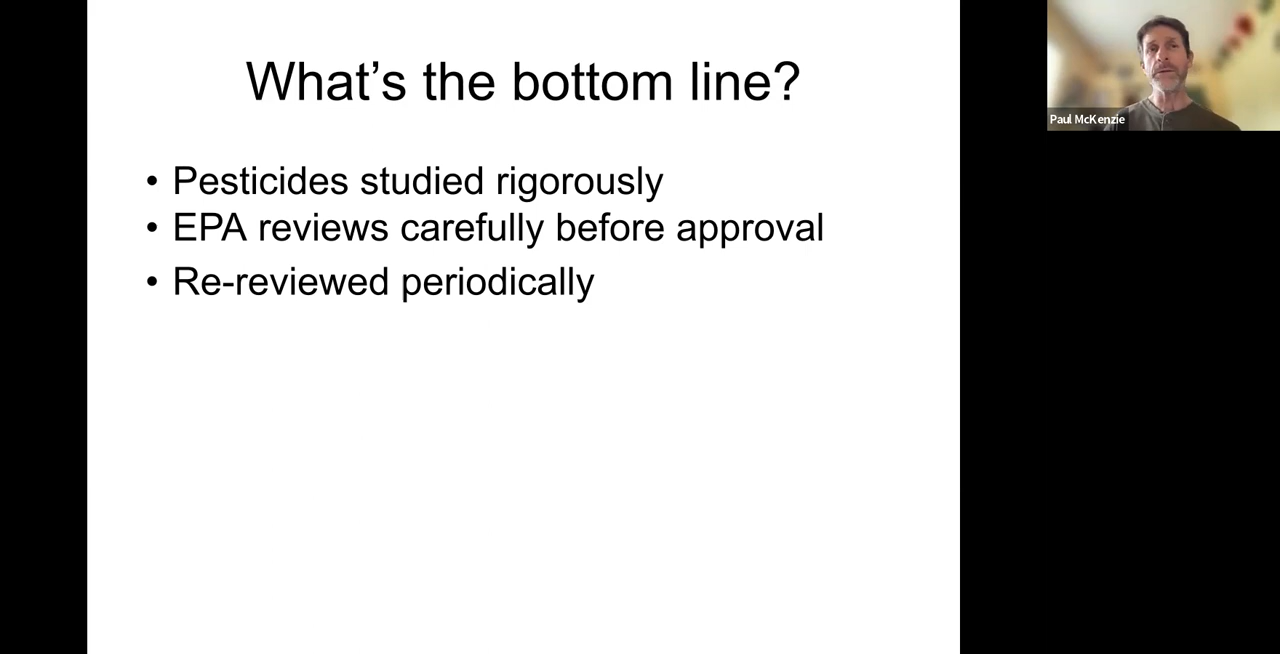 What’s the bottom line?
• Pesticides studied rigorously
• EPA reviews carefully before approval
• Re-reviewed periodically
Paul McKenzie